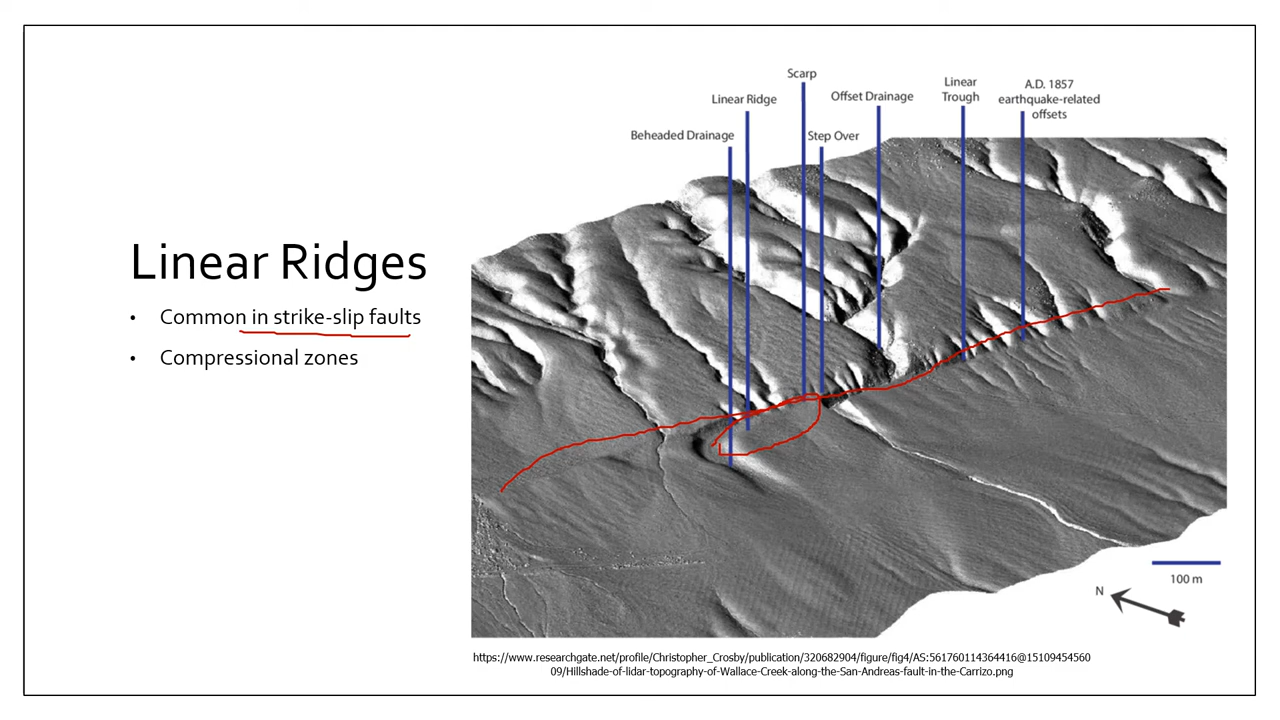 Scarp
Linear Ridge
Offset Drainage
Linear
Trough
A.D. 1857
earthquake-related
offsets
Beheaded Drainage
Step Over
Linear Ridges
• Common in strike-slip faults
• Compressional zones
100 m
N
https://www.researchgate.net/profile/Christopher_Crosby/publication/320682904/figure/fig4/AS:561760114364416@15109454560
09/Hillshade-of-lidar-topography-of-Wallace-Creek-along-the-San-Andreas-fault-in-the-Carrizo.png